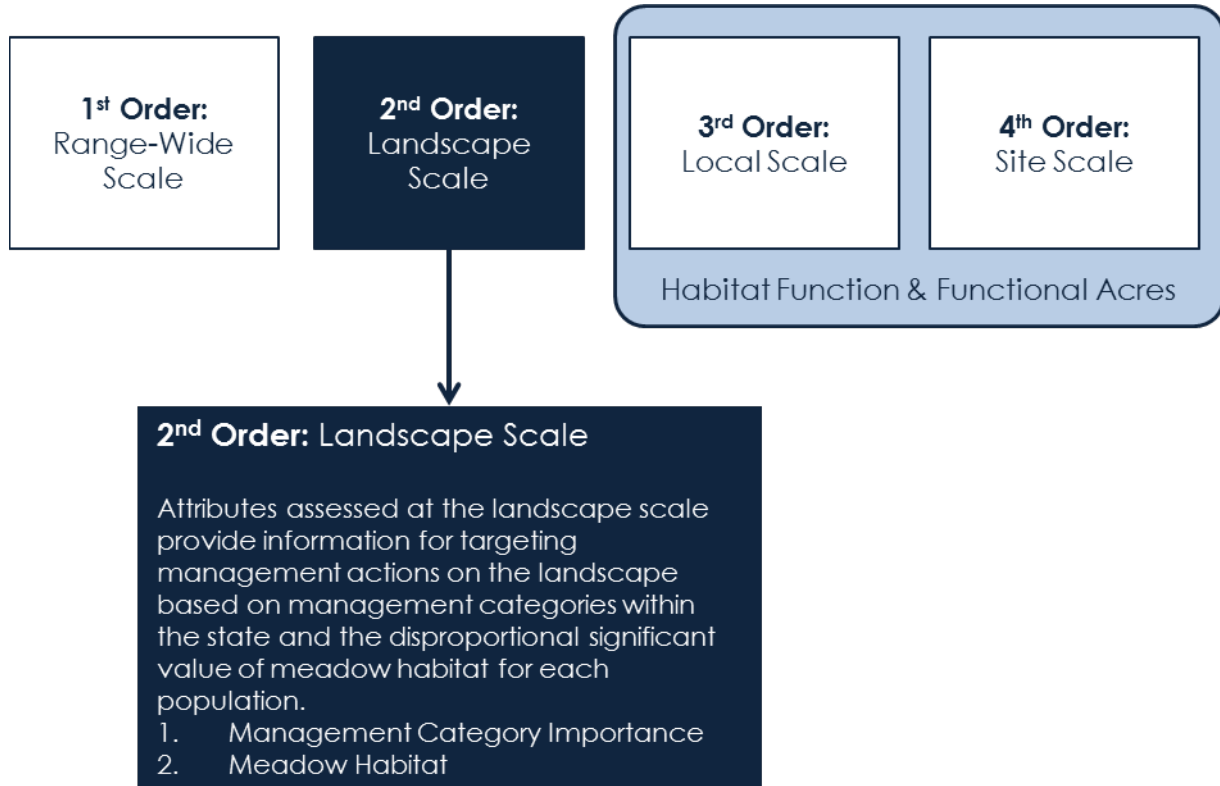 1st Order:
Range-Wide
Scale
2nd Order:
Landscape
Scale
3rd Order:
Local Scale
4th Order:
Site Scale
Habitat Function & Functional Acres
2nd Order: Landscape Scale
Attributes assessed at the landscape scale
provide information for targeting
management actions on the landscape
based on management categories within
the state and the disproportional significant
value of meadow habitat for each
population.
1. Management Category Importance
2. Meadow Habitat